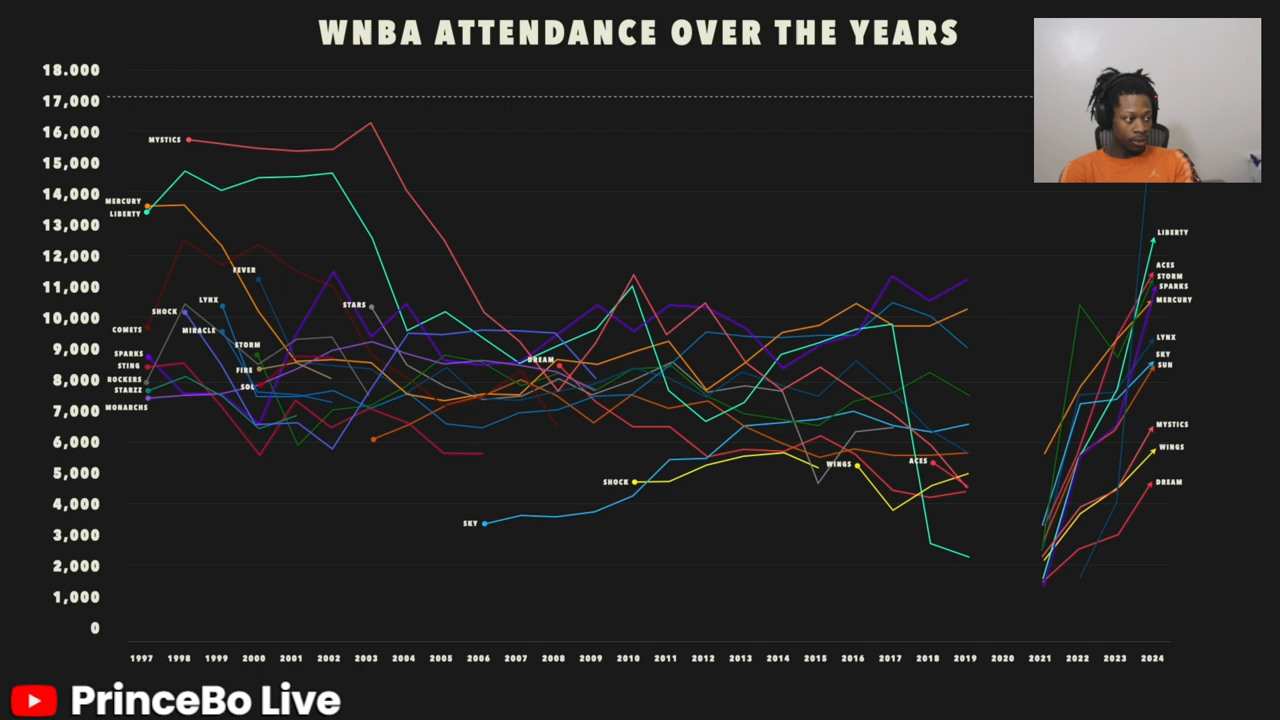 WNBA ATTENDANCE OVER THE YEARS
18.000
17,000
16,000
15,000
14,000
13,000
12,000
11,000
10,000
9,000
8,000
7,000
6,000
5,000
4,000
3,000
2,000
1,000
0
MYSTICS
MERCURY
LIBERTY
FEVER
LYNX
STARS
SHOCK
MIRACLE
COMETS
STORM
SPARKS
STING
FIRE
DREAM
ROCKERS
SOL
STARZZ
MONARCHS
SHOCK
WINGS
ACES
SKY
LIBERTY
ACES
STORM
SPARKS
MERCURY
LYNX
SKY
SUN
MYSTICS
WINGS
DREAM
1997 1998 1999 2000 2001 2002 2003 2004 2005 2006 2007 2008 2009 2010 2011 2012 2013 2014 2015 2016 2017 2018 2019 2020 2021 2022 2023 2024
PrinceBo Live